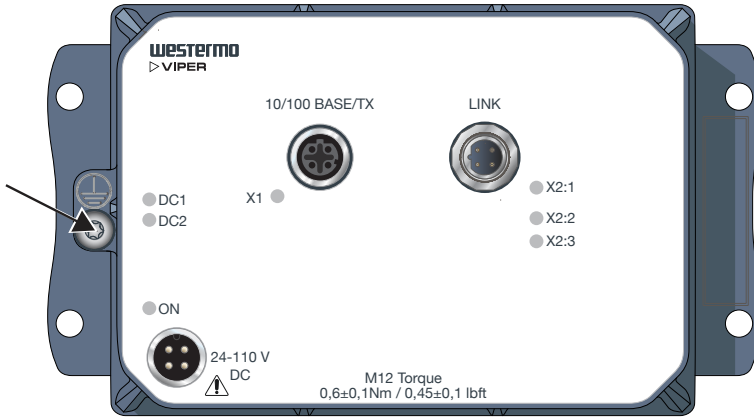 westermo
VIPER
10/100 BASE/TX
LINK
X1
DC1
DC2
X2:1
X2:2
X2:3
ON
24-110 V
DC
M12 Torque
0,6±0,1Nm / 0,45±0,1 lbft